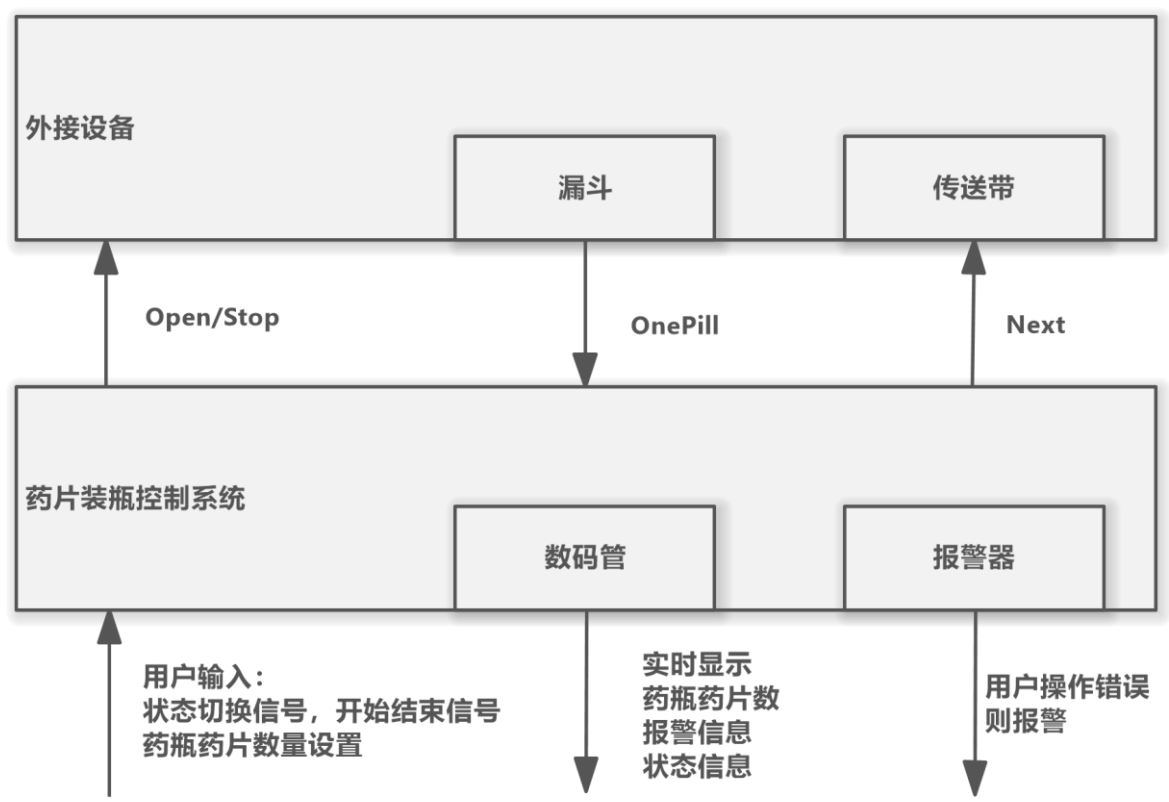 外接设备
漏斗
传送带
Open/Stop
OnePill
Next
药片装瓶控制系统
数码管
报警器
用户输入：
状态切换信号，开始结束信号
药瓶药片数量设置
实时显示
药瓶药片数
报警信息
状态信息
用户操作错误
则报警